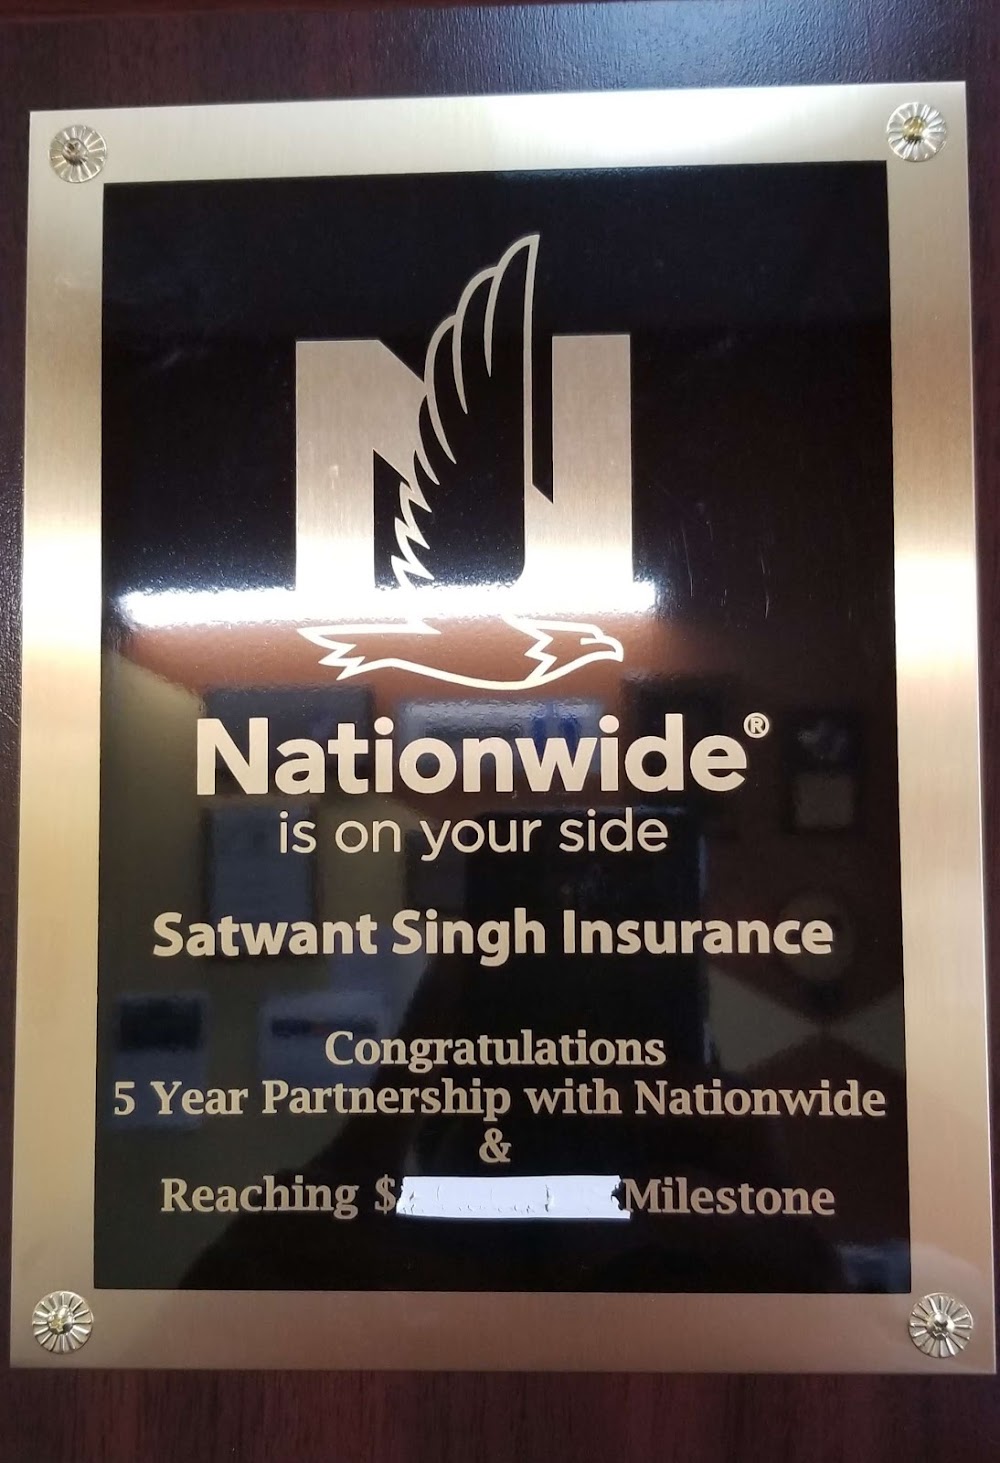 Nationwide®
is on your side
Satwant Singh Insurance
Congratulations
5 Year Partnership with Nationwide
&
Reaching $ Milestone